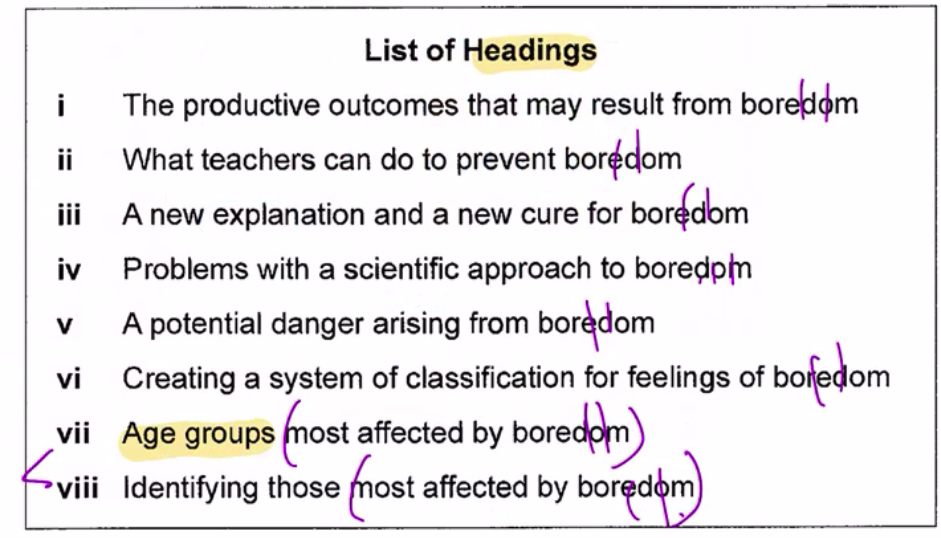 List of Headings
i The productive outcomes that may result from boredom
ii What teachers can do to prevent boredom
iii A new explanation and a new cure for boredom
iv Problems with a scientific approach to boredom
v A potential danger arising from boredom
vi Creating a system of classification for feelings of boredom
vii Age groups most affected by boredom
viii Identifying those most affected by boredom